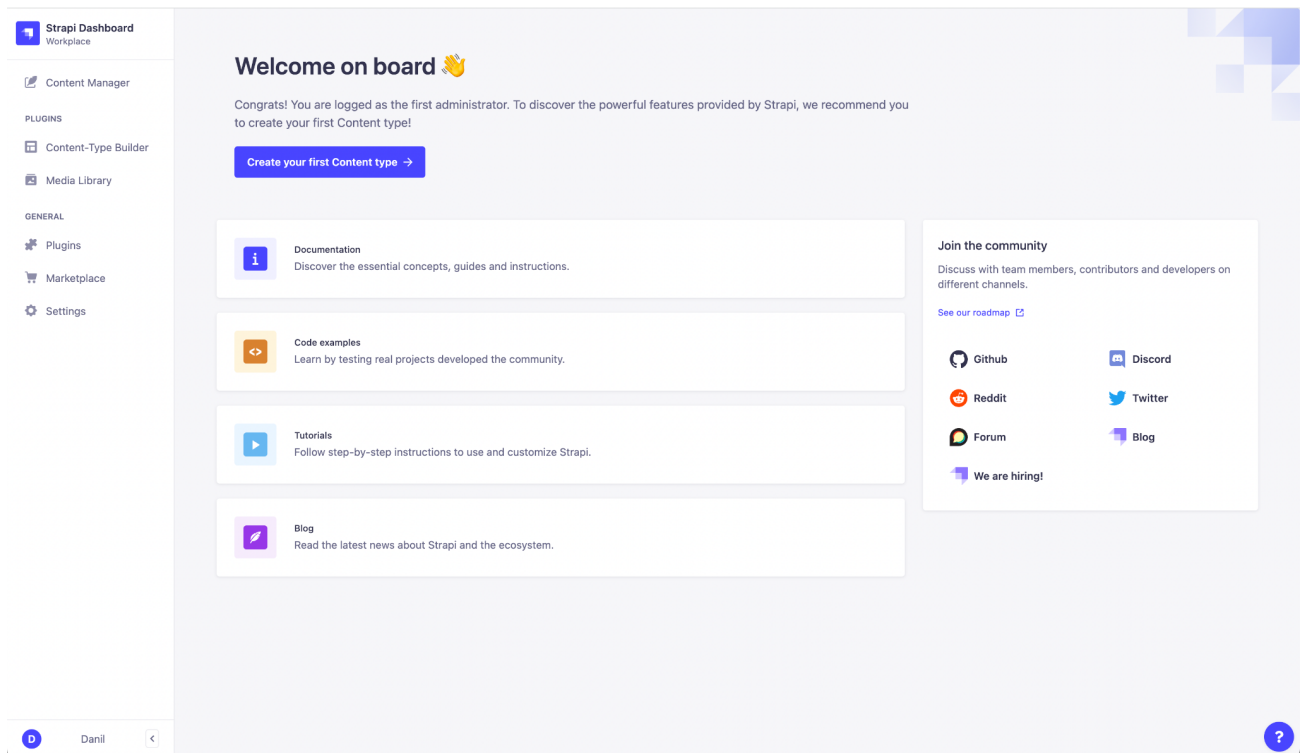 Strapi Dashboard
Workplace
Content Manager
PLUGINS
Content-Type Builder
Media Library
GENERAL
Plugins
Marketplace
Settings
D
Danil
Welcome on board 👋
Congrats! You are logged as the first administrator. To discover the powerful features provided by Strapi, we recommend you
to create your first Content type!
Create your first Content type →
Documentation
Discover the essential concepts, guides and instructions.
Code examples
Learn by testing real projects developed the community.
Tutorials
Follow step-by-step instructions to use and customize Strapi.
Blog
Read the latest news about Strapi and the ecosystem.
Join the community
Discuss with team members, contributors and developers on
different channels.
See our roadmap
Github
Discord
Reddit
Twitter
Forum
Blog
We are hiring!
?